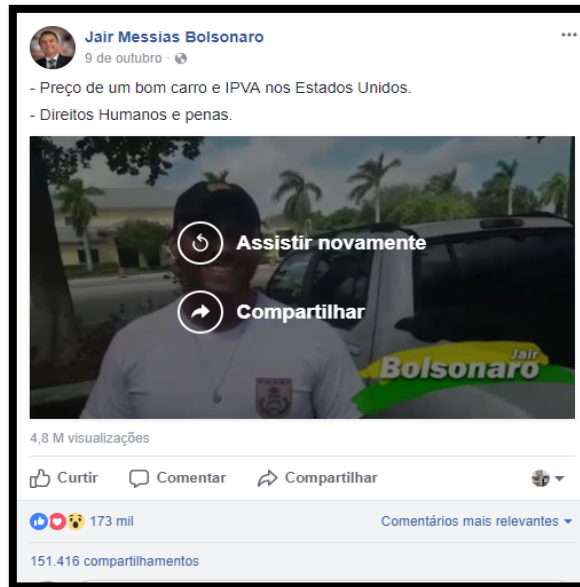 Jair Messias Bolsonaro
9 de outubro ·
- Preço de um bom carro e IPVA nos Estados Unidos.
- Direitos Humanos e penas.
Assistir novamente
Compartilhar
Jair
Bolsonaro
4,8 M visualizações
Curtir Comentar Compartilhar
173 mil Comentários mais relevantes
151.416 compartilhamentos